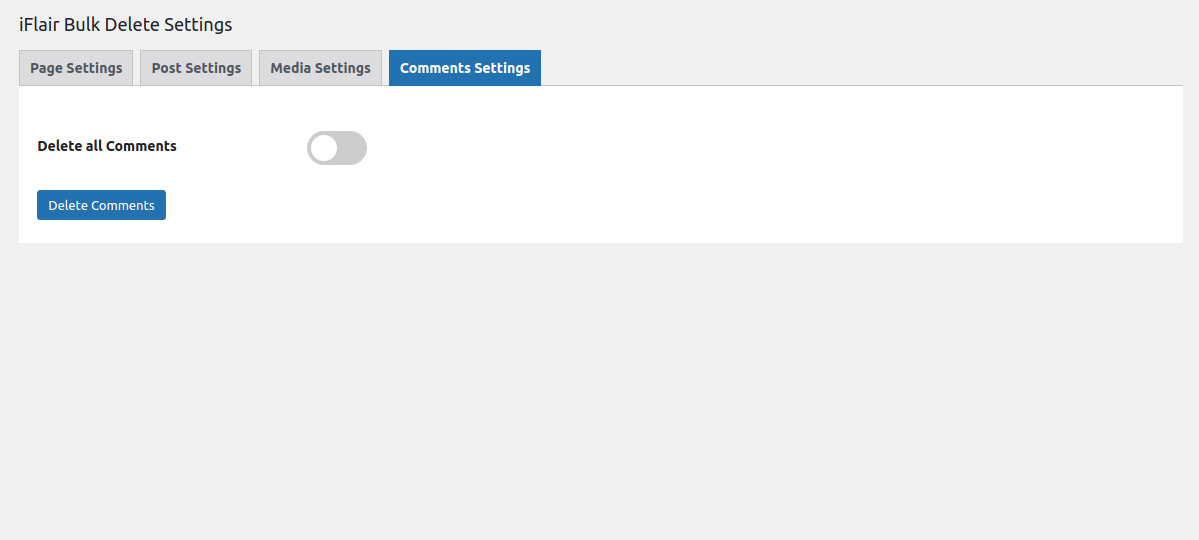 iFlair Bulk Delete Settings
Page Settings
Post Settings
Media Settings
Comments Settings
Delete all Comments
Delete Comments